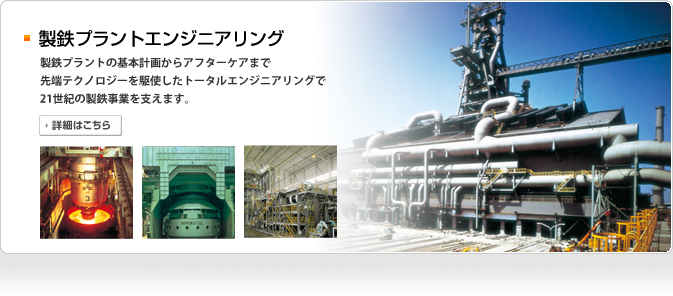 製鉄プラントエンジニアリング
製鉄プラントの基本計画からアフターケアまで
先端テクノロジーを駆使したトータルエンジニアリングで
21世紀の製鉄事業を支えます。
詳細はこちら
3